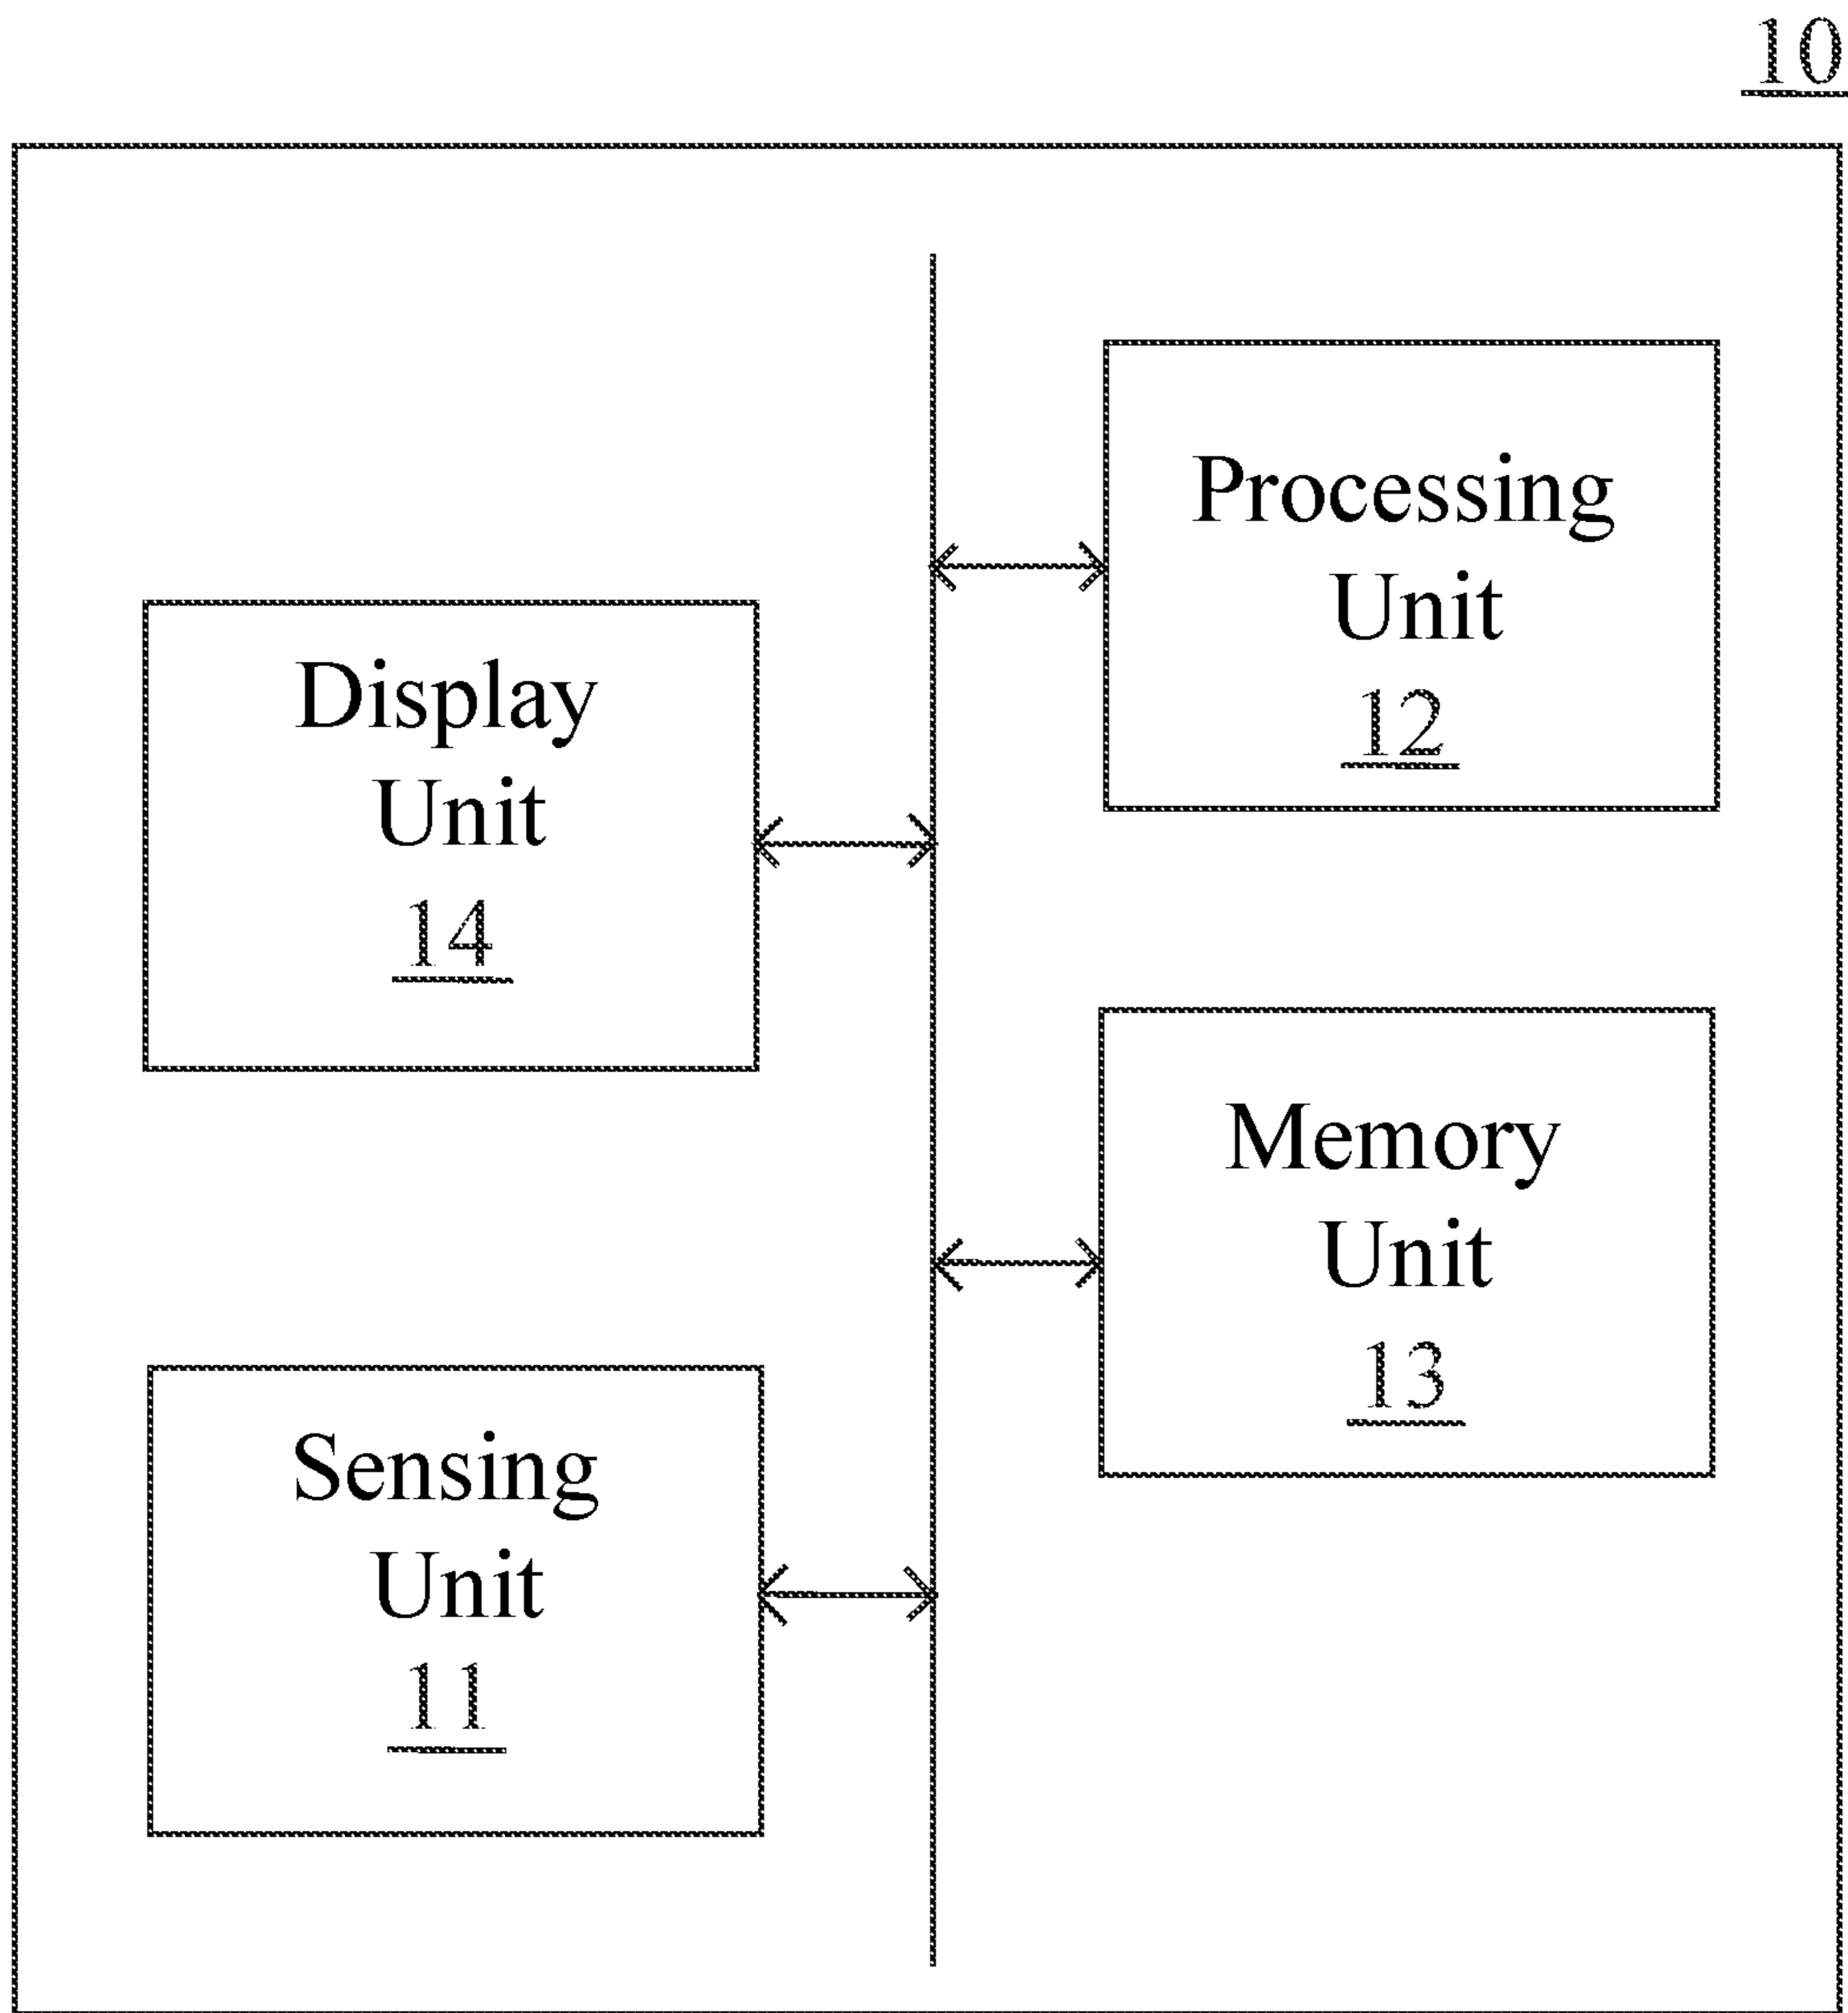 10
Processing
Unit
12
Display
Unit
14
Memory
Unit
13
Sensing
Unit
11